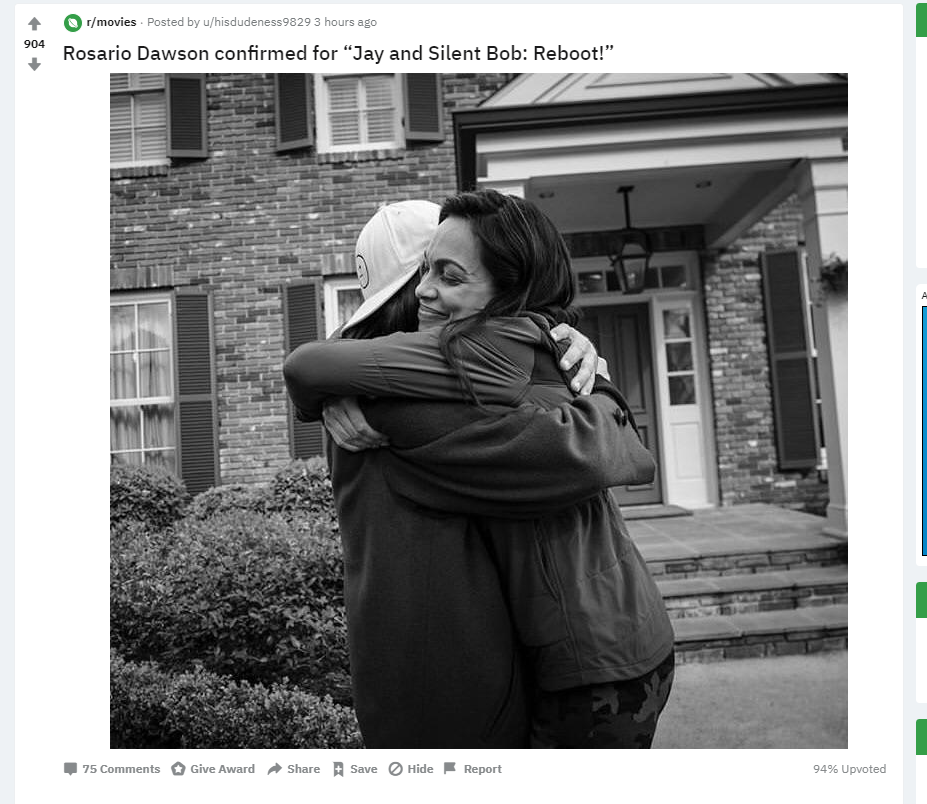 r/movies · Posted by u/hisdudeness9829 3 hours ago
904
Rosario Dawson confirmed for “Jay and Silent Bob: Reboot!”
75 Comments Give Award Share Save Hide Report 94% Upvoted
A